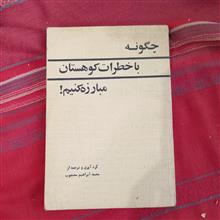 چگونه
با خطرات کوهستان
مبارزه کنیم!
گرد آوری و ترجمه از
محمد ابراهیم محجوب